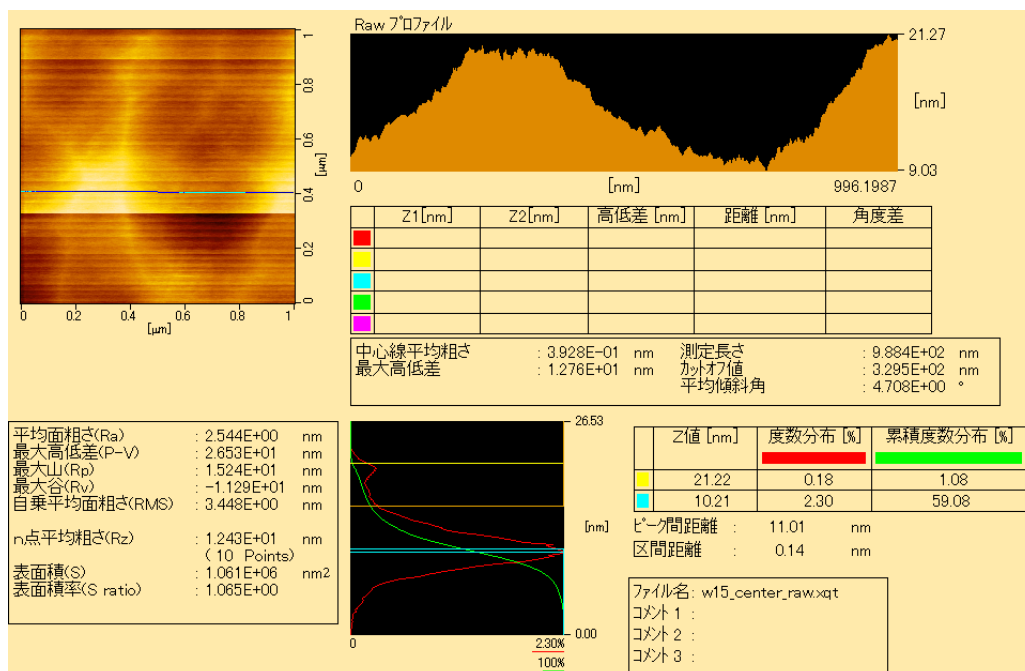 Raw プロファイル
21.27
[nm]
9.03
0 [nm] 996.1987
1
0.8
0.6
[μm]
0.4
0.2
0
0 0.2 0.4 0.6 0.8 1
[μm]
Z1[nm] Z2[nm] 高低差 [nm] 距離 [nm] 角度差
中心線平均粗さ : 3.928E-01 nm 測定長さ : 9.884E+02 nm
最大高低差 : 1.276E+01 nm カットオフ値 : 3.295E+02 nm
平均傾斜角 : 4.708E+00 °
平均面粗さ(Ra) : 2.544E+00 nm
最大高低差(P-V) : 2.653E+01 nm
最大山(Rp) : 1.524E+01 nm
最大谷(Rv) : -1.129E+01 nm
自乗平均面粗さ(RMS) : 3.448E+00 nm
n点平均粗さ(Rz) : 1.243E+01 nm
( 10 Points)
表面積(S) : 1.061E+06 nm2
表面積率(S ratio) : 1.065E+00
26.53
[nm]
0.00
0 2.30%
100%
Z値 [nm] 度数分布 [%] 累積度数分布 [%]
21.22 0.18 1.08
10.21 2.30 59.08
ピーク間距離 : 11.01 nm
区間距離 : 0.14 nm
ファイル名: w15_center_raw.xqt
コメント 1 :
コメント 2 :
コメント 3 :